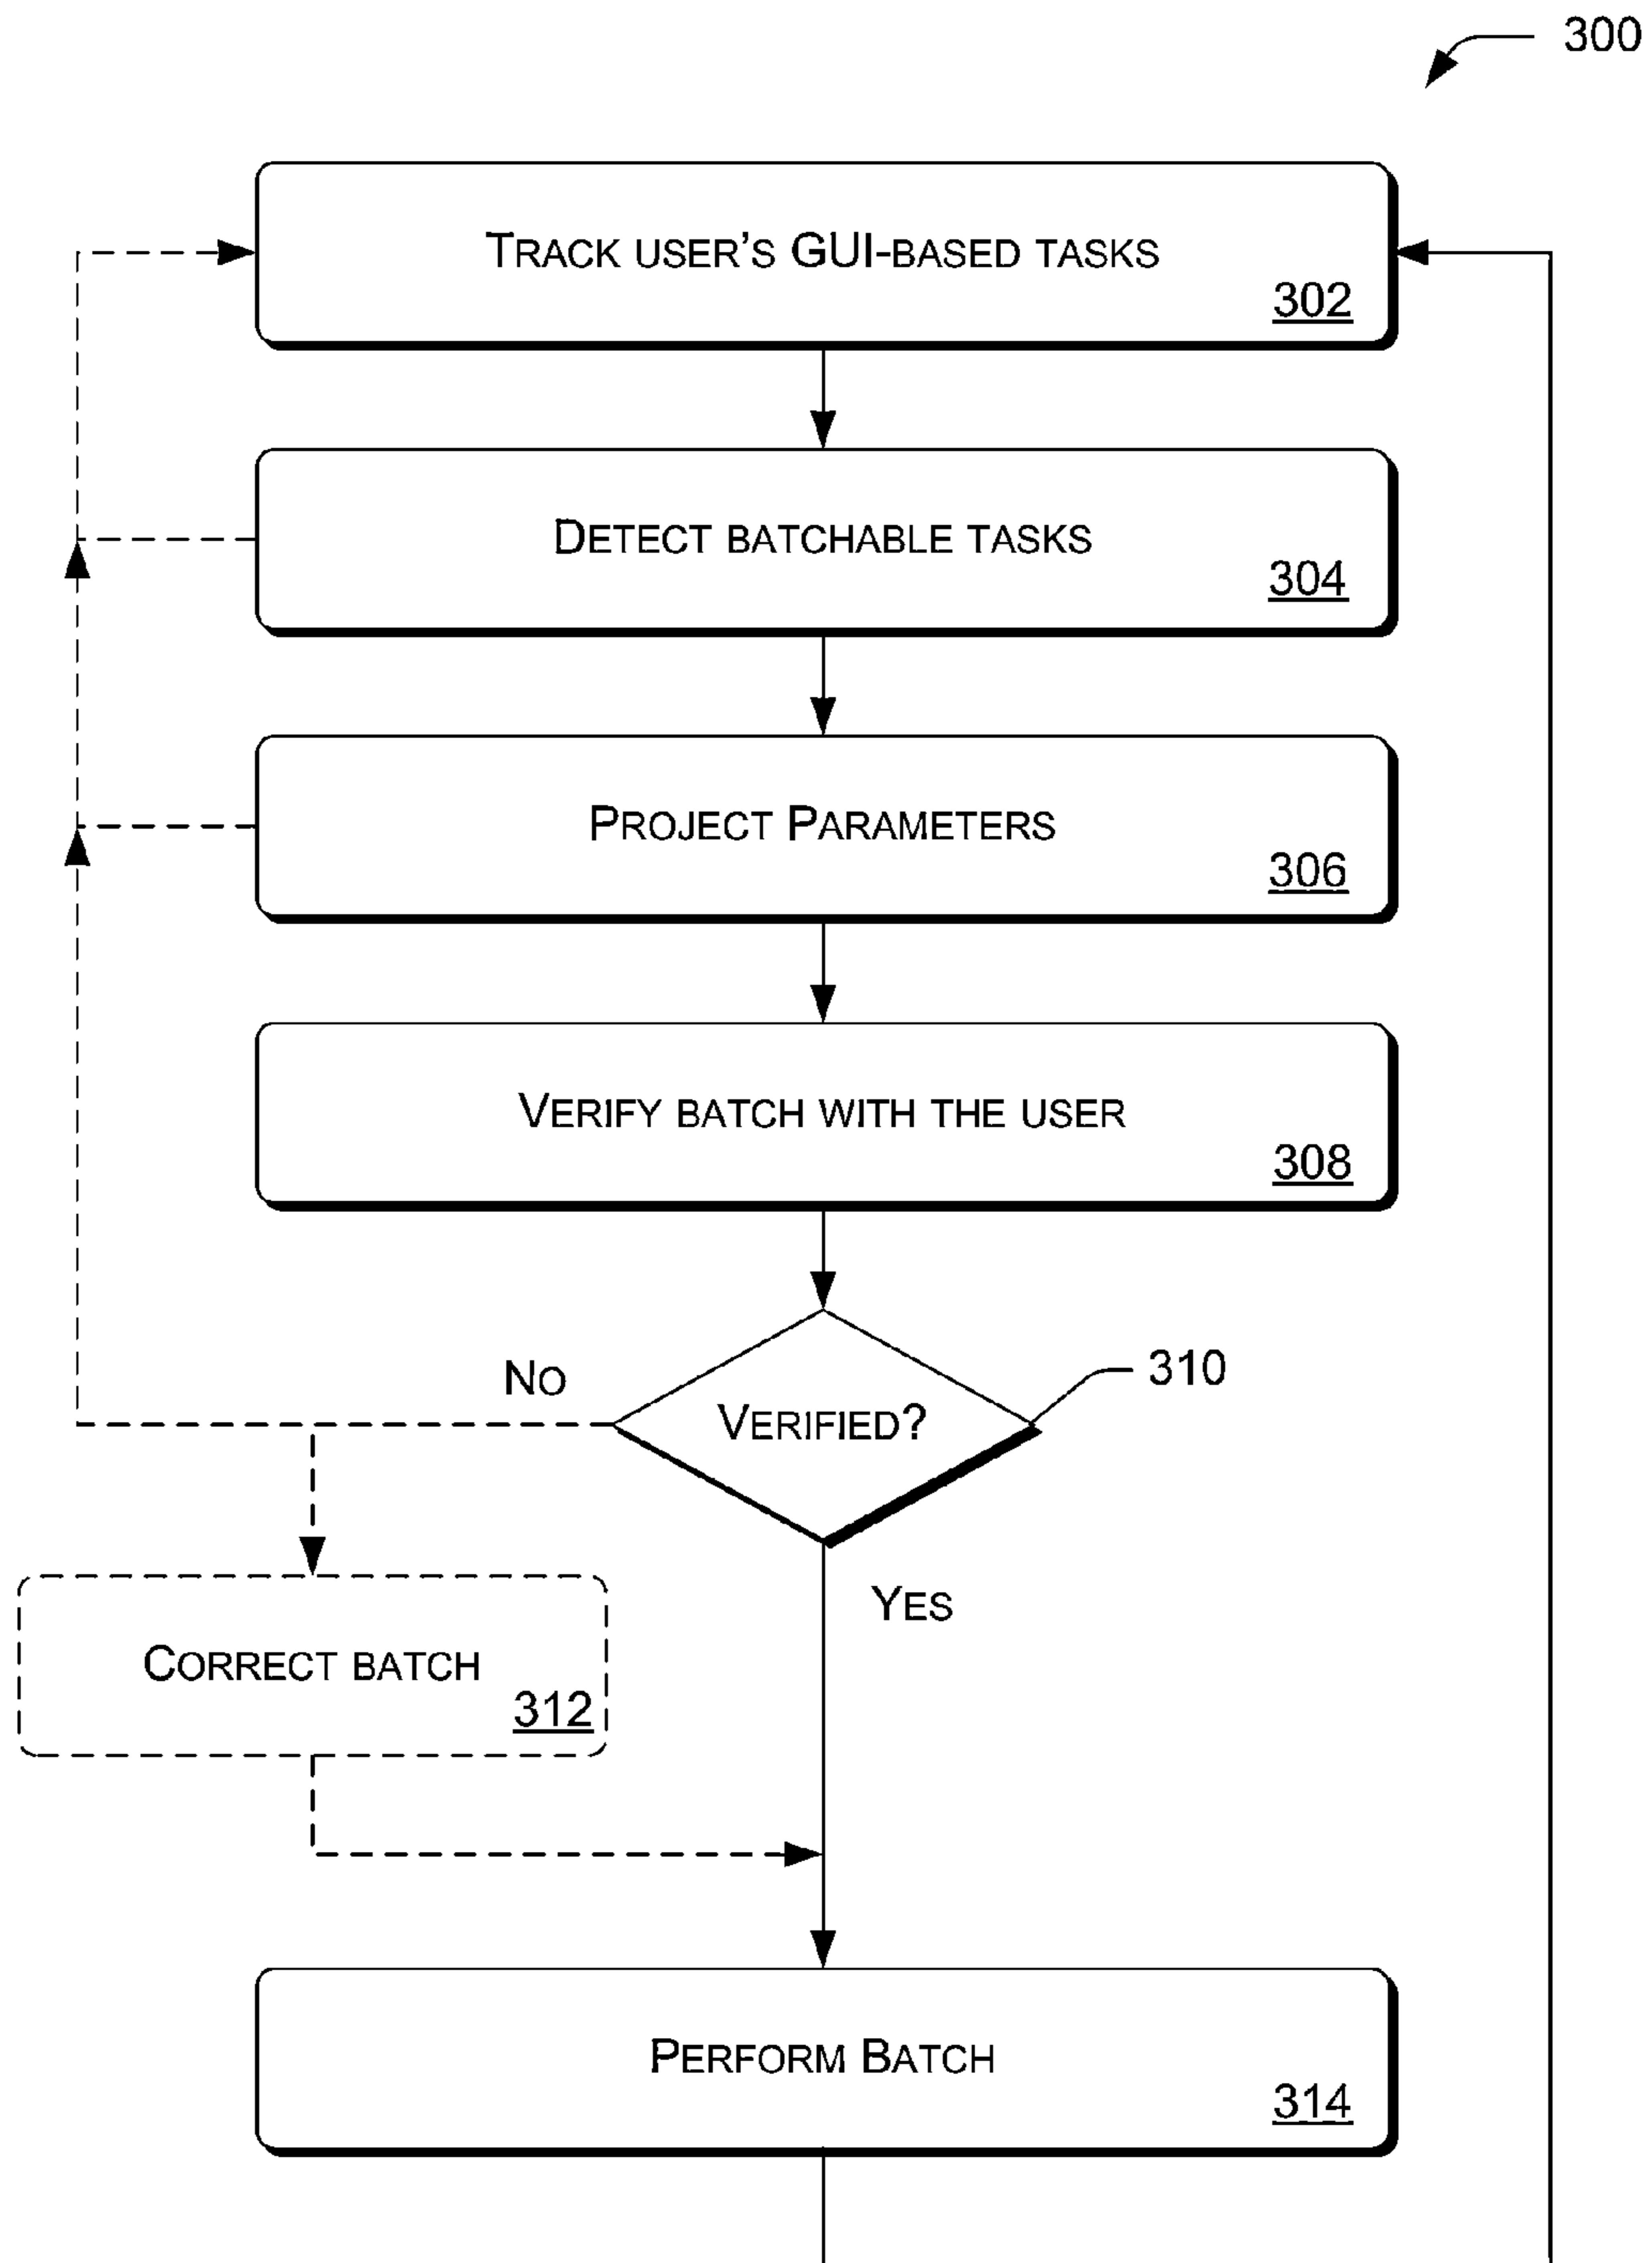 300
Track user's GUI-based tasks
302
Detect batchable tasks
304
Project Parameters
306
Verify batch with the user
308
No
310
Verified?
Yes
Correct batch
312
Perform Batch
314